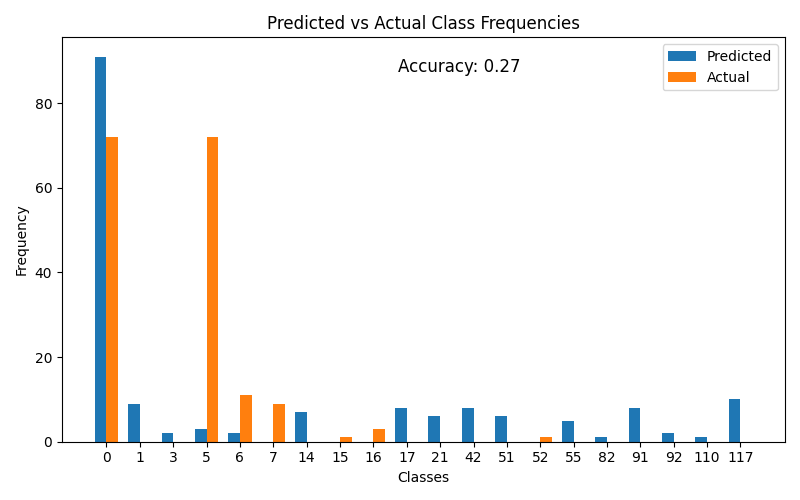 Predicted vs Actual Class Frequencies
Accuracy: 0.27
Predicted
Actual
80
60
40
20
0
Frequency
0 1 3 5 6 7 14 15 16 17 21 42 51 52 55 82 91 92 110 117
Classes